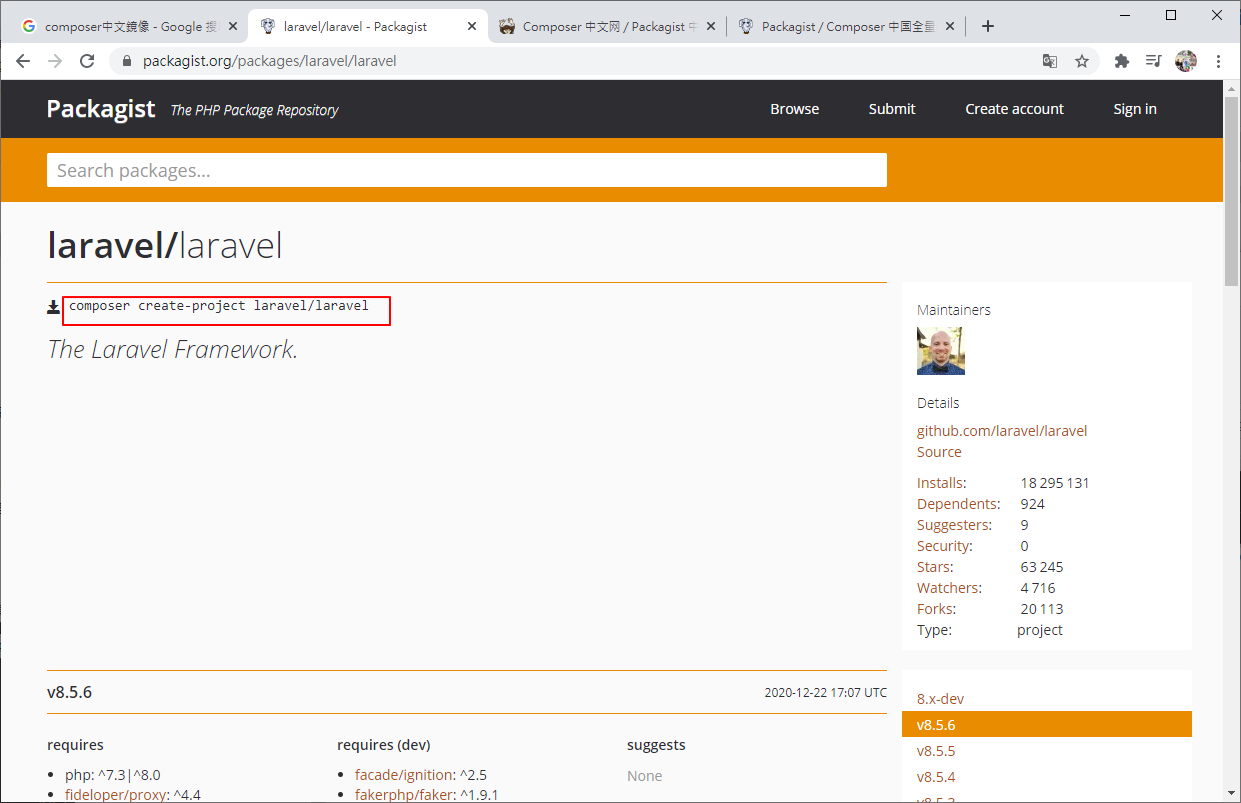 composer中文鏡像 - Google 搜
laravel/laravel - Packagist
Composer 中文网 / Packagist
Packagist / Composer 中国全量
packagist.org/packages/laravel/laravel
Packagist The PHP Package Repository
Browse Submit Create account Sign in
Search packages...
laravel/laravel
composer create-project laravel/laravel
The Laravel Framework.
Maintainers
Details
github.com/laravel/laravel
Source
Installs: 18 295 131
Dependents: 924
Suggesters: 9
Security: 0
Stars: 63 245
Watchers: 4 716
Forks: 20 113
Type: project
v8.5.6 2020-12-22 17:07 UTC
requires
php: ^7.3|^8.0
fideloper/proxy: ^4.4
requires (dev)
facade/ignition: ^2.5
fakerphp/faker: ^1.9.1
suggests
None
8.x-dev
v8.5.6
v8.5.5
v8.5.4
v8.5.3